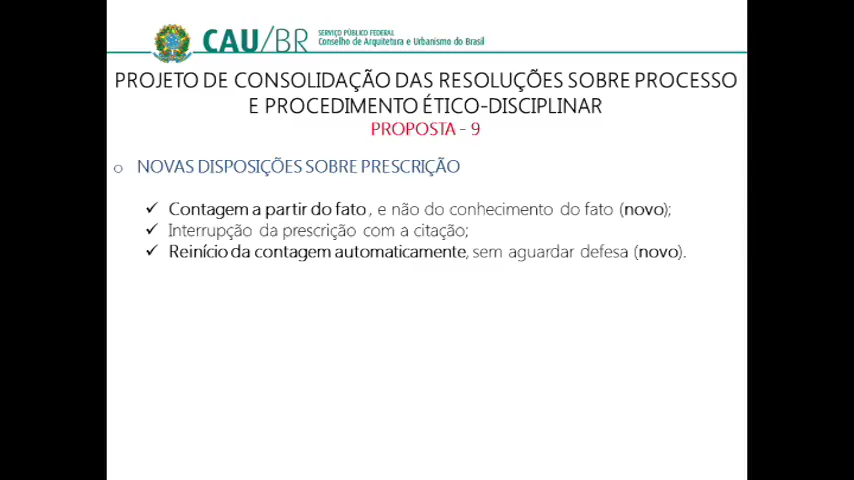 CAU/BR
SERVIÇO PÚBLICO FEDERAL
Conselho de Arquitetura e Urbanismo do Brasil
PROJETO DE CONSOLIDAÇÃO DAS RESOLUÇÕES SOBRE PROCESSO
E PROCEDIMENTO ÉTICO-DISCIPLINAR
PROPOSTA - 9
o NOVAS DISPOSIÇÕES SOBRE PRESCRIÇÃO
✓ Contagem a partir do fato , e não do conhecimento do fato (novo);
✓ Interrupção da prescrição com a citação;
✓ Reinício da contagem automaticamente, sem aguardar defesa (novo).